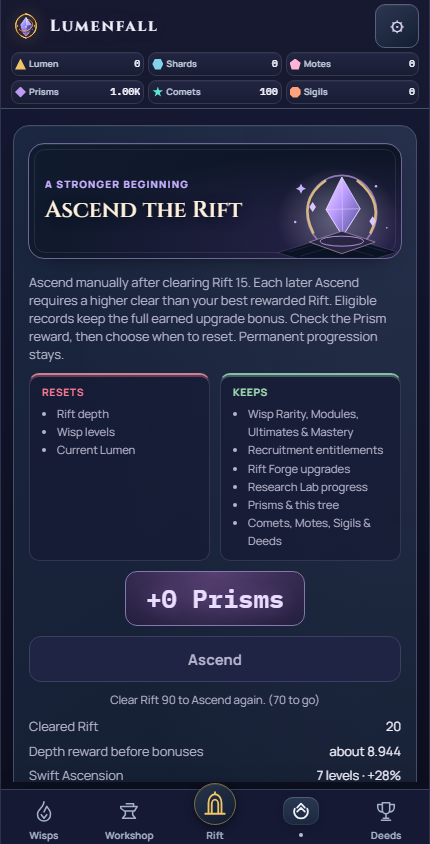 Lumenfall
Lumen 0 Shards 0 Motes 0
Prisms 1.00K Comets 100 Sigils 0
A STRONGER BEGINNING
Ascend the Rift
Ascend manually after clearing Rift 15. Each later Ascend
requires a higher clear than your best rewarded Rift. Eligible
records keep the full earned upgrade bonus. Check the Prism
reward, then choose when to reset. Permanent progression
stays.
RESETS
• Rift depth
• Wisp levels
• Current Lumen
KEEPS
• Wisp Rarity, Modules,
Ultimates & Mastery
• Recruitment entitlements
• Rift Forge upgrades
• Research Lab progress
• Prisms & this tree
• Comets, Motes, Sigils &
Deeds
+0 Prisms
Ascend
Clear Rift 90 to Ascend again. (70 to go)
Cleared Rift 20
Depth reward before bonuses about 8.944
Swift Ascension 7 levels · +28%
Wisps Workshop Rift Deeds